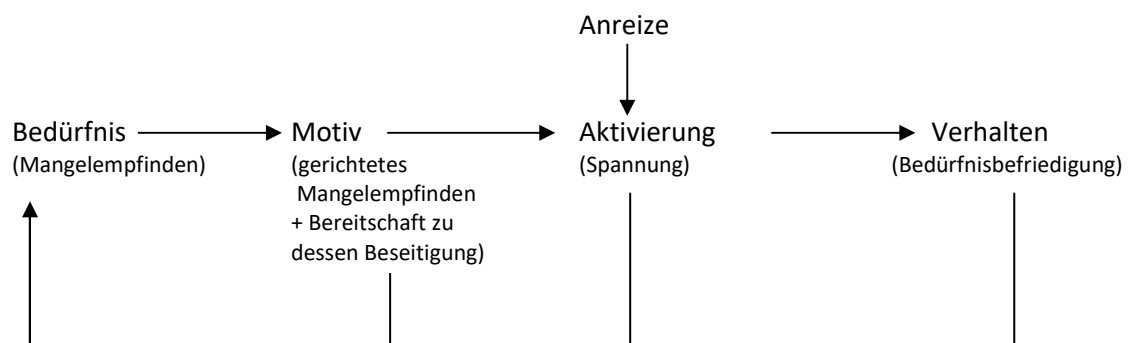 Anreize
Bedürfnis
(Mangelempfinden)
Motiv
(gerichtetes
Mangelempfinden
+ Bereitschaft zu
dessen Beseitigung)
Aktivierung
(Spannung)
Verhalten
(Bedürfnisbefriedigung)